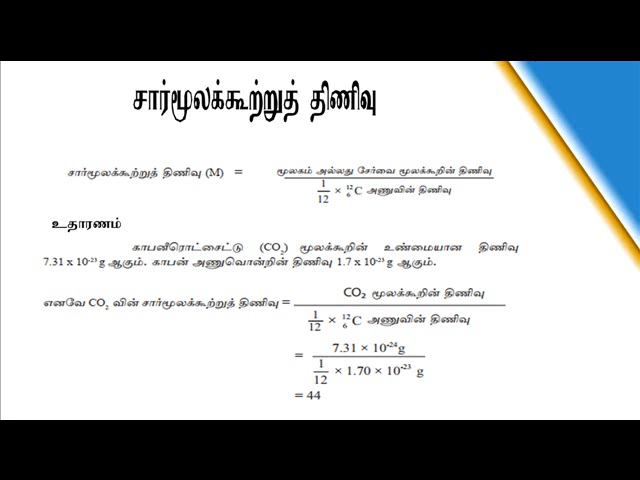 சார்மூலக்கூற்றுத் திணிவு
சார்மூலக்கூற்றுத் திணிவு (M) = மூலகம் அல்லது சேர்வை மூலக்கூறின் திணிவு
1/12 × ¹²₆C அணுவின் திணிவு
உதாரணம்
காபனீரொட்சைட்டு (CO₂) மூலக்கூறின் உண்மையான திணிவு
7.31 x 10⁻²³ g ஆகும். காபன் அணுவொன்றின் திணிவு 1.7 x 10⁻²³ g ஆகும்.
எனவே CO₂ வின் சார்மூலக்கூற்றுத் திணிவு = CO₂ மூலக்கூறின் திணிவு
1/12 × ¹²₆C அணுவின் திணிவு
= 7.31 × 10⁻²⁴g
1/12 × 1.70 × 10⁻²³ g
= 44